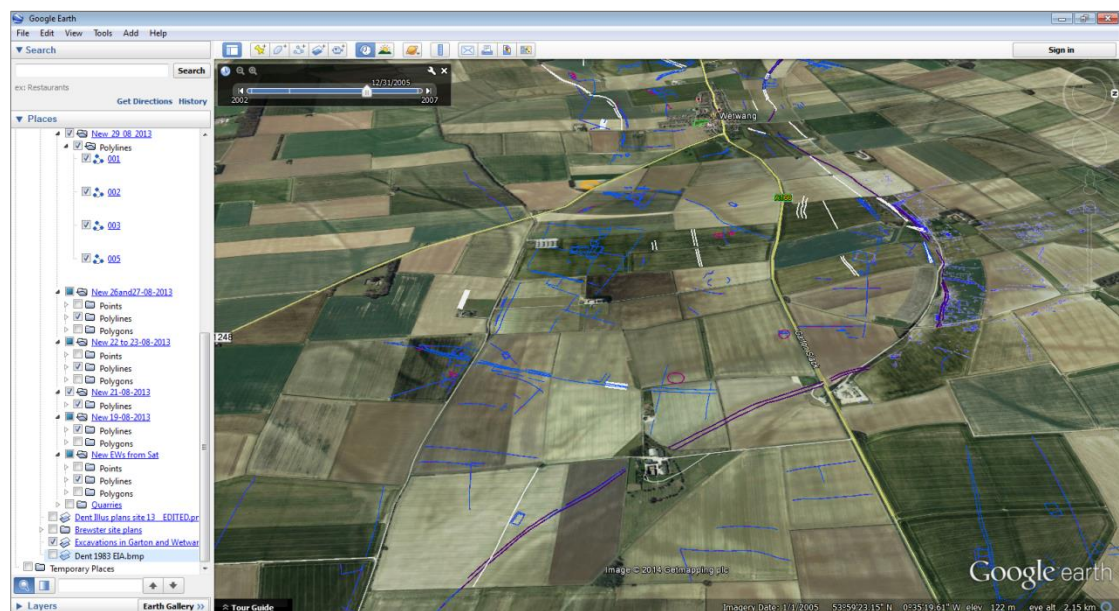 Google Earth
File Edit View Tools Add Help
Search
Search
ex: Restaurants
Get Directions History
Places
New 29 08 2013
Polylines
001
002
003
005
New 26and27-08-2013
Points
Polylines
Polygons
New 22 to 23-08-2013
Points
Polylines
Polygons
New 21-08-2013
Polylines
New 19-08-2013
Polylines
Polygons
New EWs from Sat
Points
Polylines
Polygons
Quarries
Dent Illus plans site 13 EDITED.pr
Brewster site plans
Excavations in Garton and Wetwar
Dent 1983 EIA.bmp
Temporary Places
Layers
Earth Gallery >>
Sign in
12/31/2005
2002
2007
Wetwang
1248
Image © 2014 Getmapping plc
Google earth
Tour Guide
Imagery Date: 1/1/2005 53°59'23.15" N 0°35'19.61" W elev 122 m eye alt 2.15 km